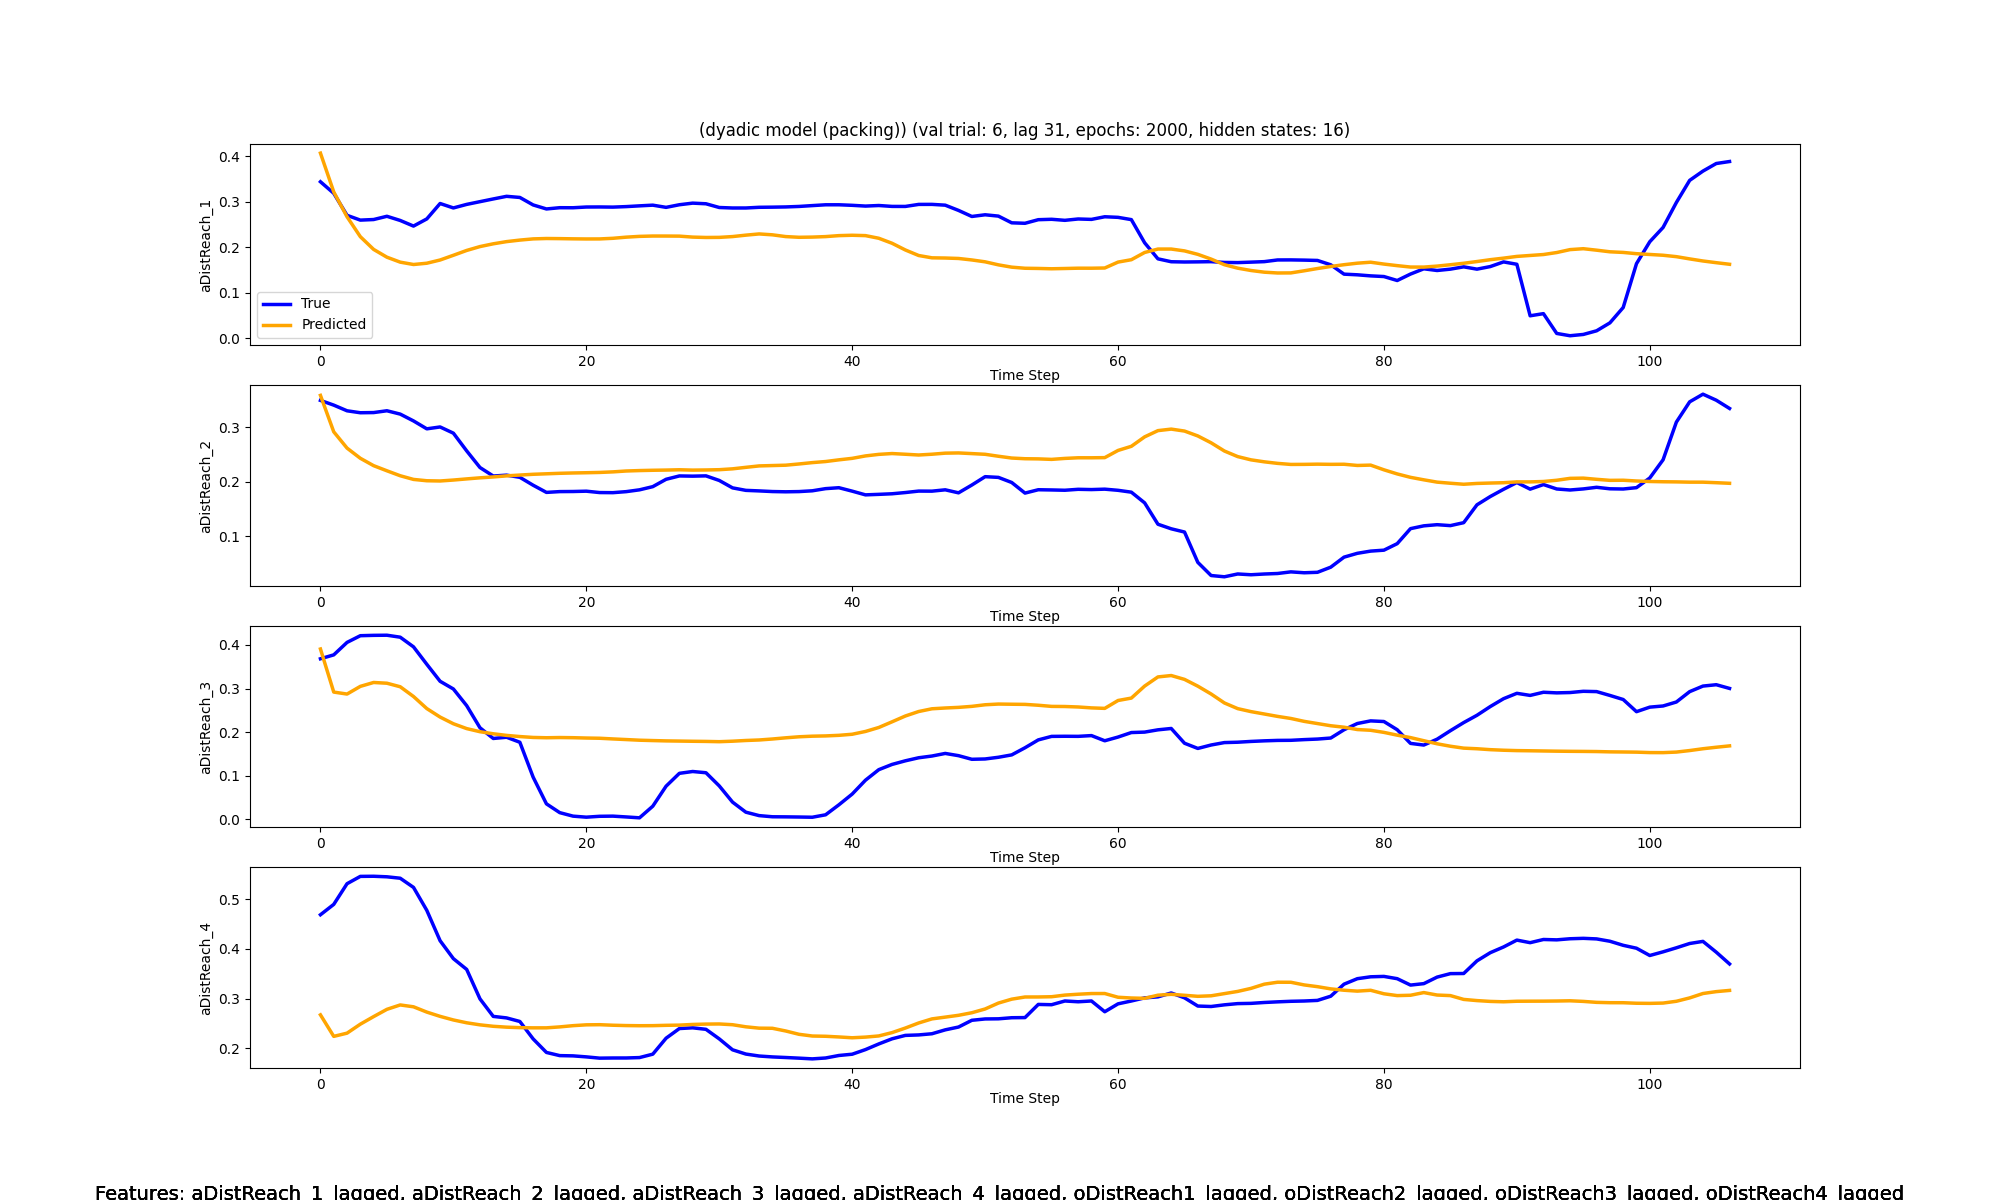 (dyadic model (packing)) (val trial: 6, lag 31, epochs: 2000, hidden states: 16)
0.4
0.3
0.2
0.1
0.0
aDistReach_1
True
Predicted
0 20 40 60 80 100
Time Step
0.3
0.2
0.1
aDistReach_2
0 20 40 60 80 100
Time Step
0.4
0.3
0.2
0.1
0.0
aDistReach_3
0 20 40 60 80 100
Time Step
0.5
0.4
0.3
0.2
aDistReach_4
0 20 40 60 80 100
Time Step
Features: aDistReach_1_lagged, aDistReach_2_lagged, aDistReach_3_lagged, aDistReach_4_lagged, oDistReach1_lagged, oDistReach2_lagged, oDistReach3_lagged, oDistReach4_lagged